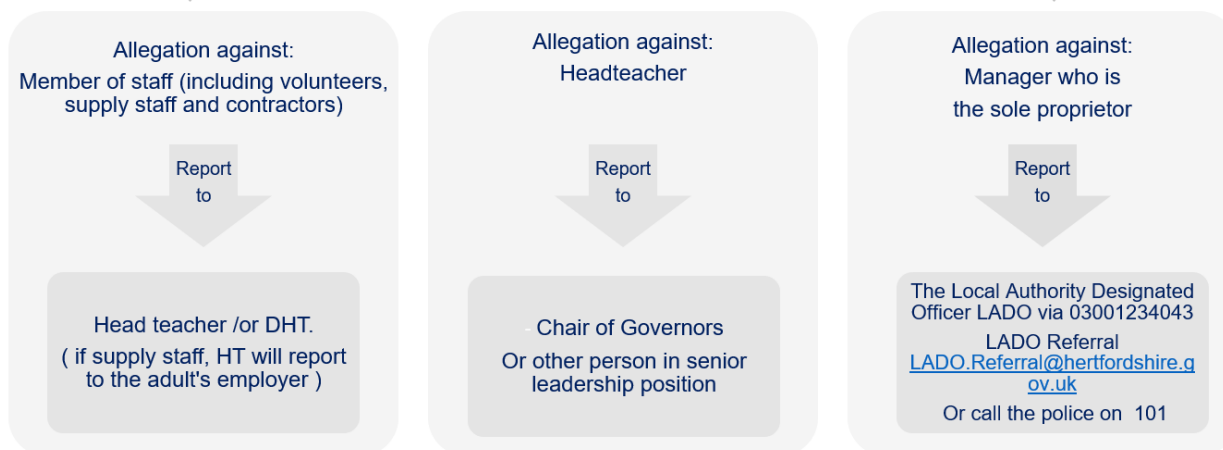 Allegation against:
Member of staff (including volunteers,
supply staff and contractors)
Report
to
Head teacher /or DHT.
( if supply staff, HT will report
to the adult's employer )
Allegation against:
Headteacher
Report
to
- Chair of Governors
Or other person in senior
leadership position
Allegation against:
Manager who is
the sole proprietor
Report
to
The Local Authority Designated
Officer LADO via 03001234043
LADO Referral
LADO.Referral@hertfordshire.g
ov.uk
Or call the police on  101